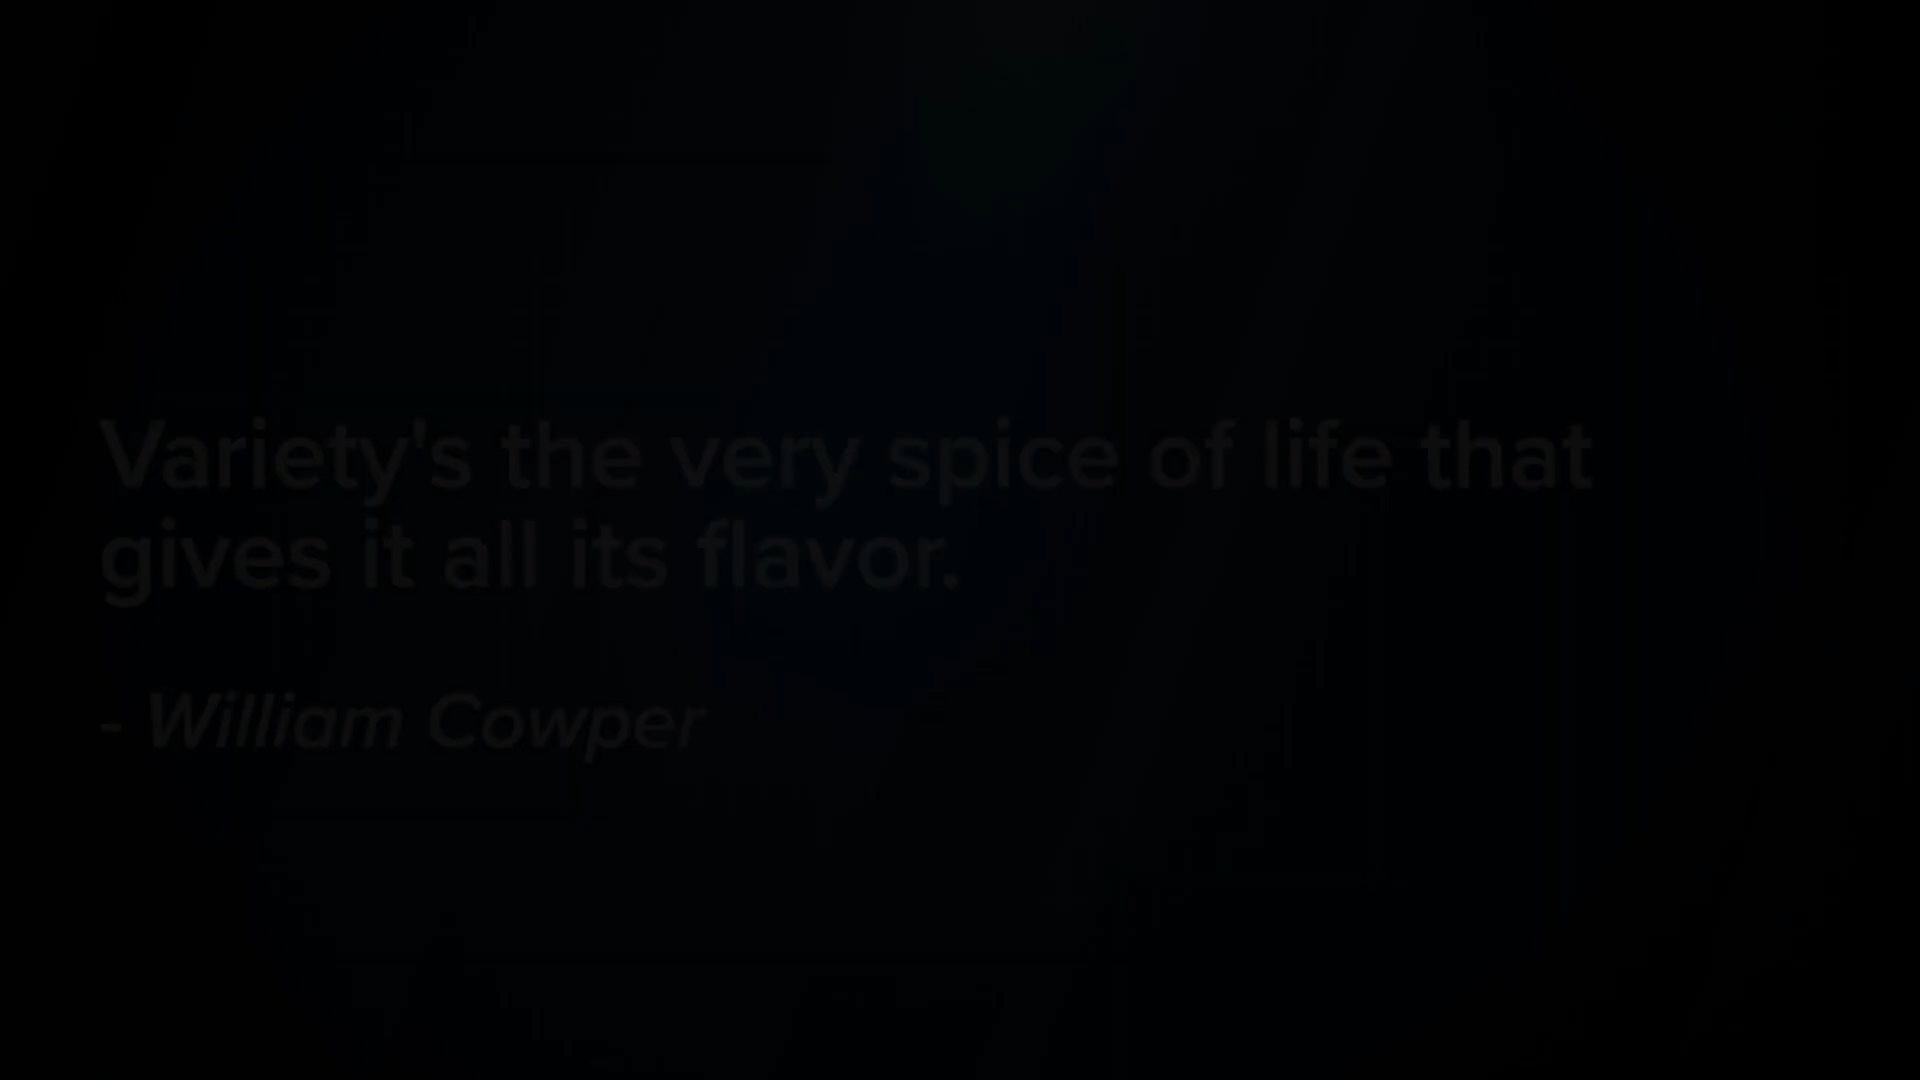 Variety's the very spice of life that
gives it all its flavor.
- William Cowper